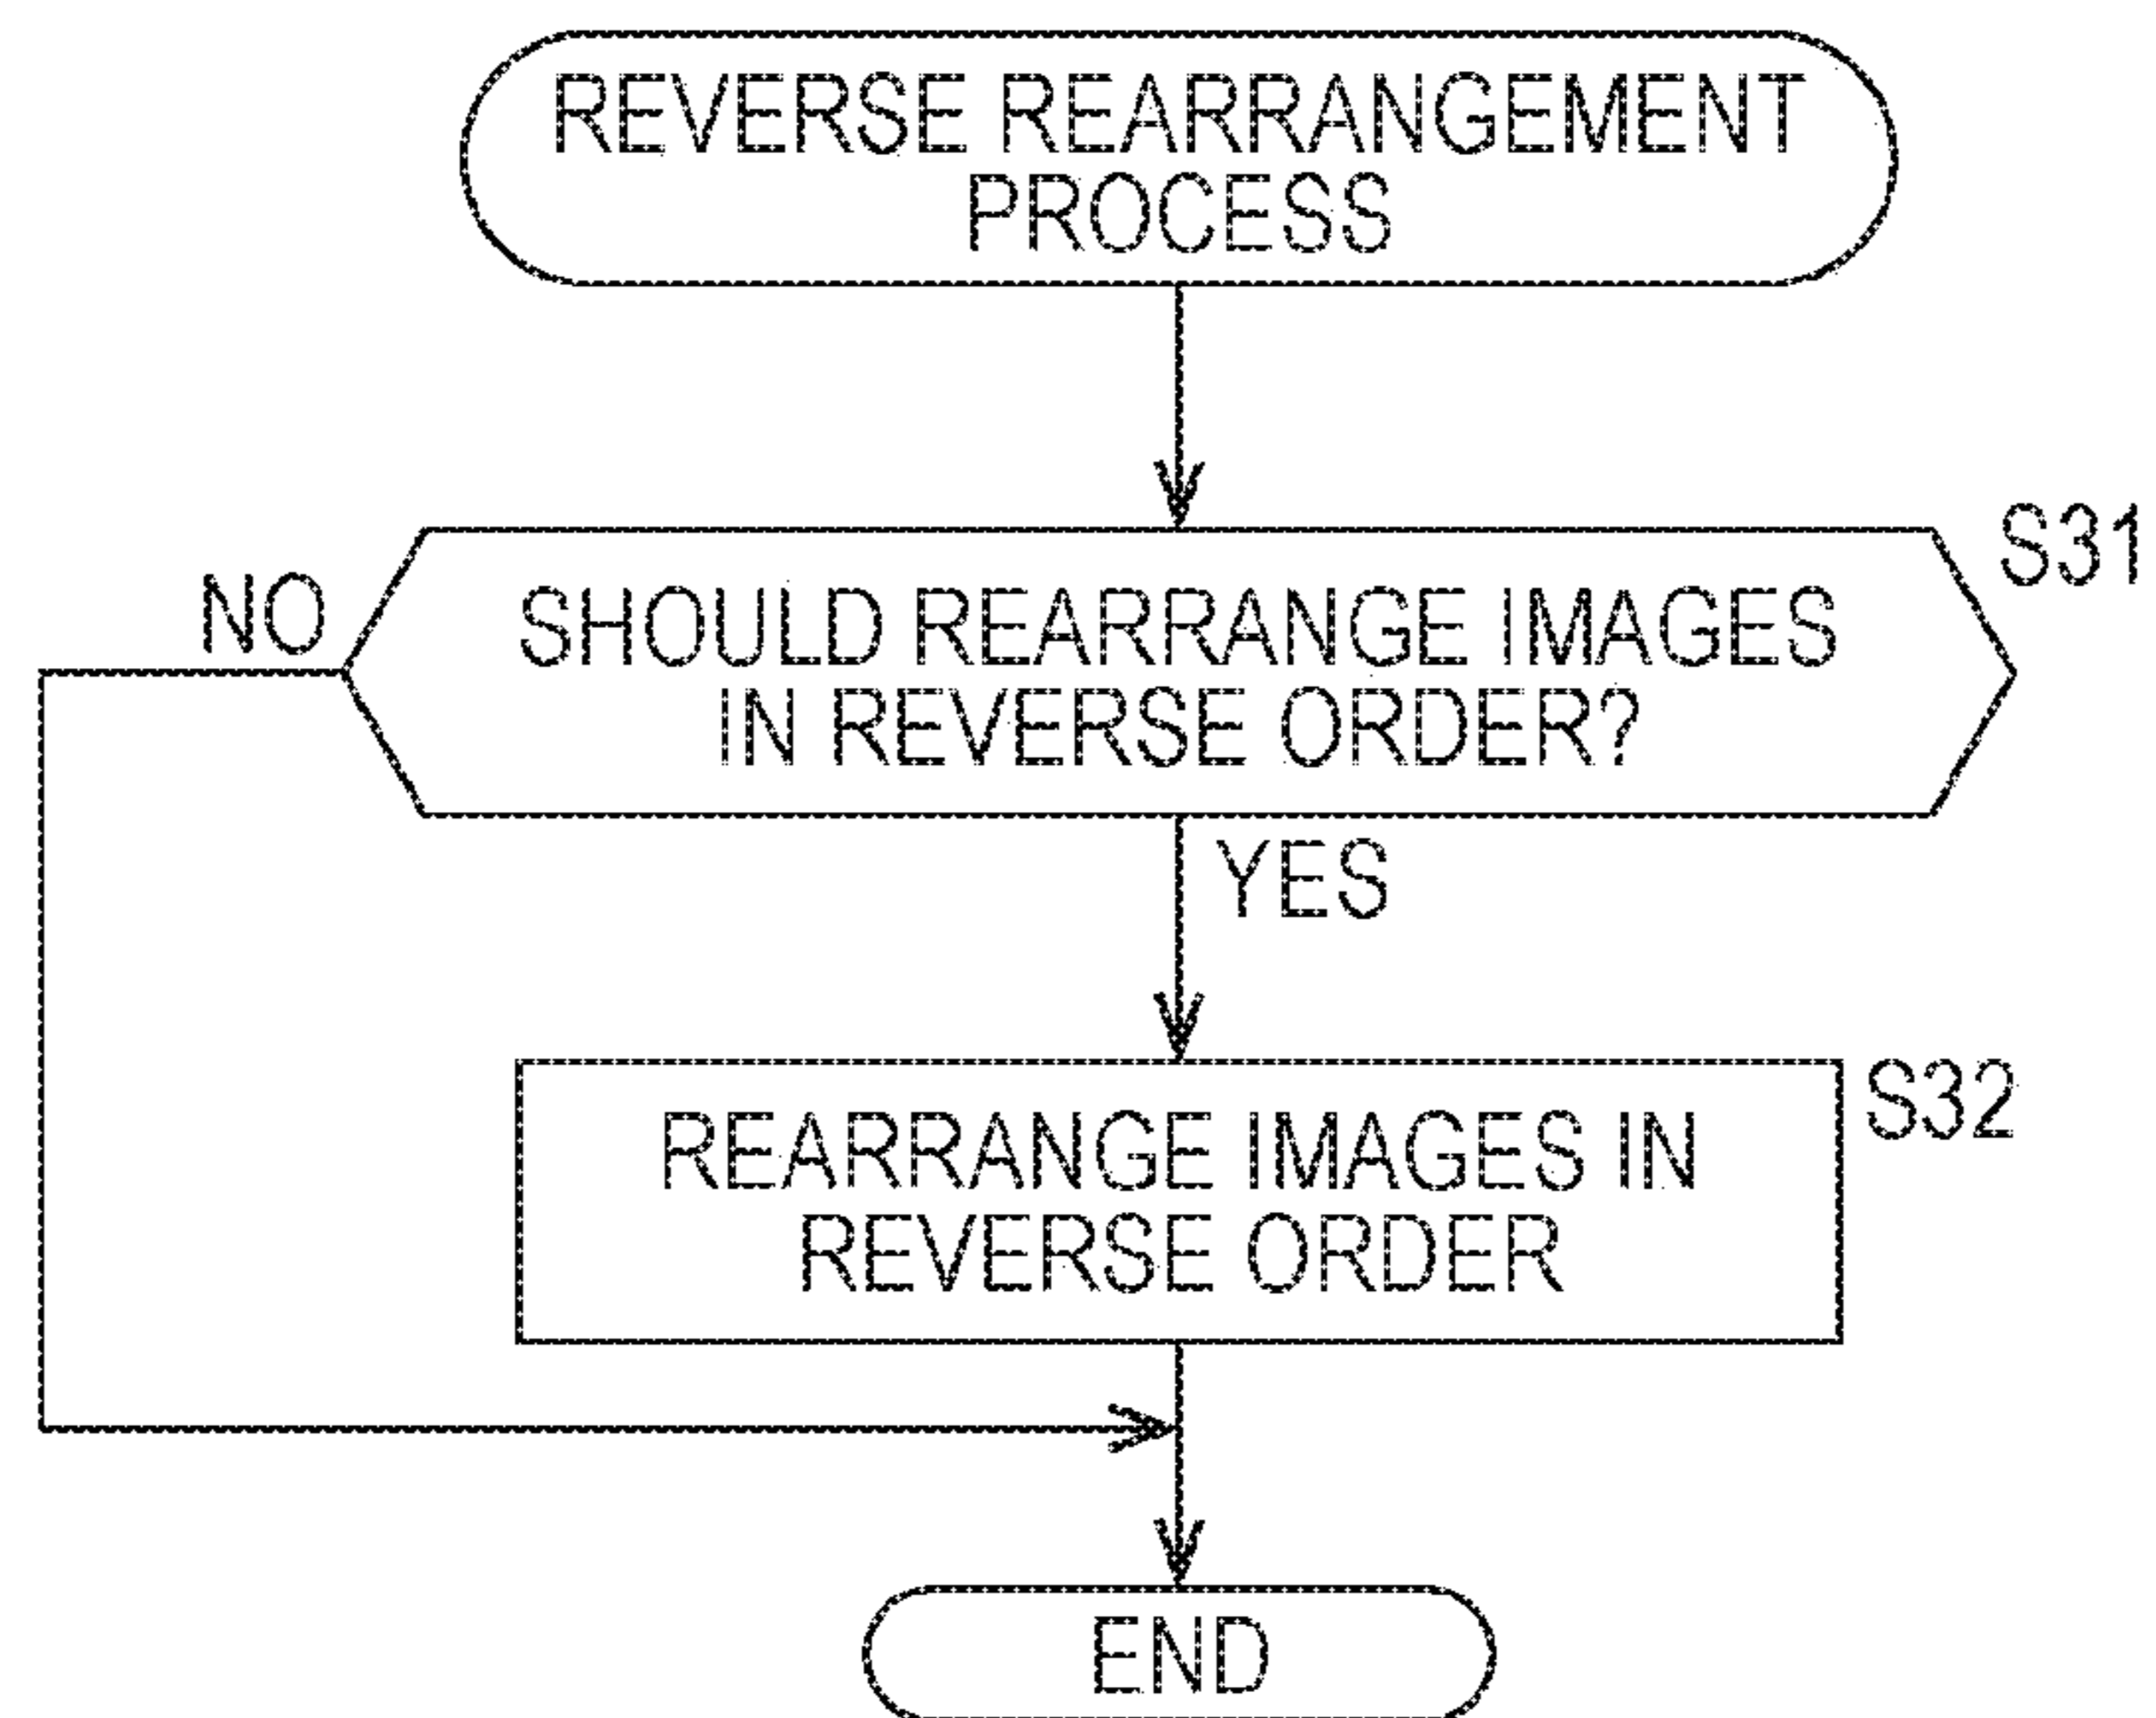 REVERSE REARRANGEMENT
PROCESS
S31
NO
SHOULD REARRANGE IMAGES
IN REVERSE ORDER?
YES
S32
REARRANGE IMAGES IN
REVERSE ORDER
END